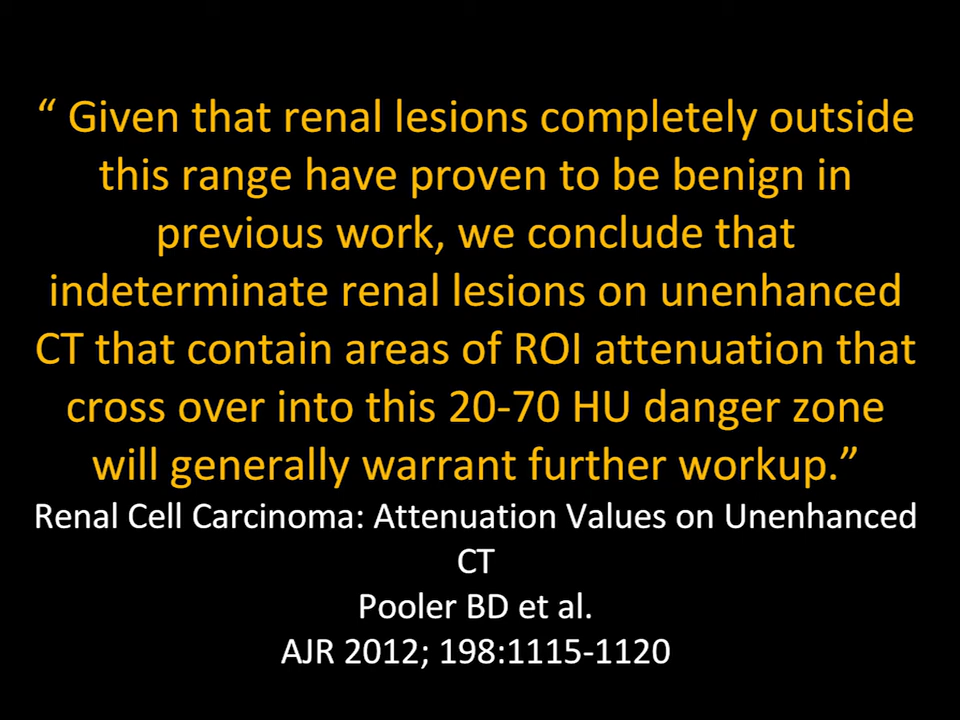 “ Given that renal lesions completely outside
this range have proven to be benign in
previous work, we conclude that
indeterminate renal lesions on unenhanced
CT that contain areas of ROI attenuation that
cross over into this 20-70 HU danger zone
will generally warrant further workup.”
Renal Cell Carcinoma: Attenuation Values on Unenhanced
CT
Pooler BD et al.
AJR 2012; 198:1115-1120